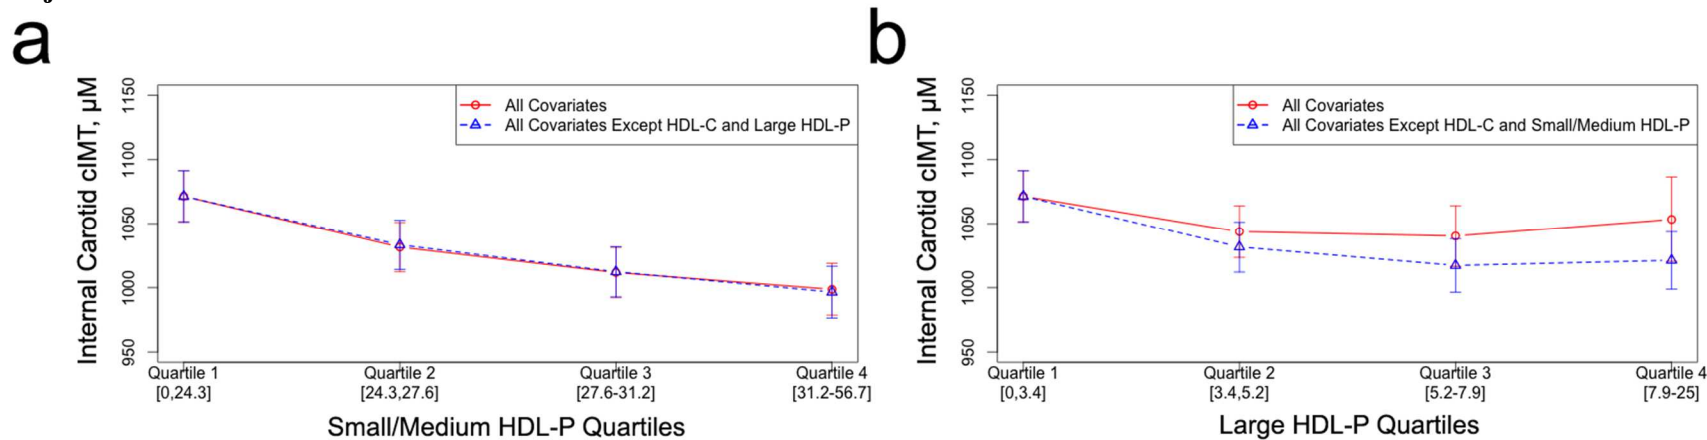 a
Internal Carotid cIMT, µM
1150
1100
1050
1000
950
All Covariates
All Covariates Except HDL-C and Large HDL-P
Quartile 1
[0,24.3]
Quartile 2
[24.3,27.6]
Quartile 3
[27.6-31.2]
Quartile 4
[31.2-56.7]
Small/Medium HDL-P Quartiles
b
Internal Carotid cIMT, µM
1150
1100
1050
1000
950
All Covariates
All Covariates Except HDL-C and Small/Medium HDL-P
Quartile 1
[0,3.4]
Quartile 2
[3.4,5.2]
Quartile 3
[5.2-7.9]
Quartile 4
[7.9-25]
Large HDL-P Quartiles